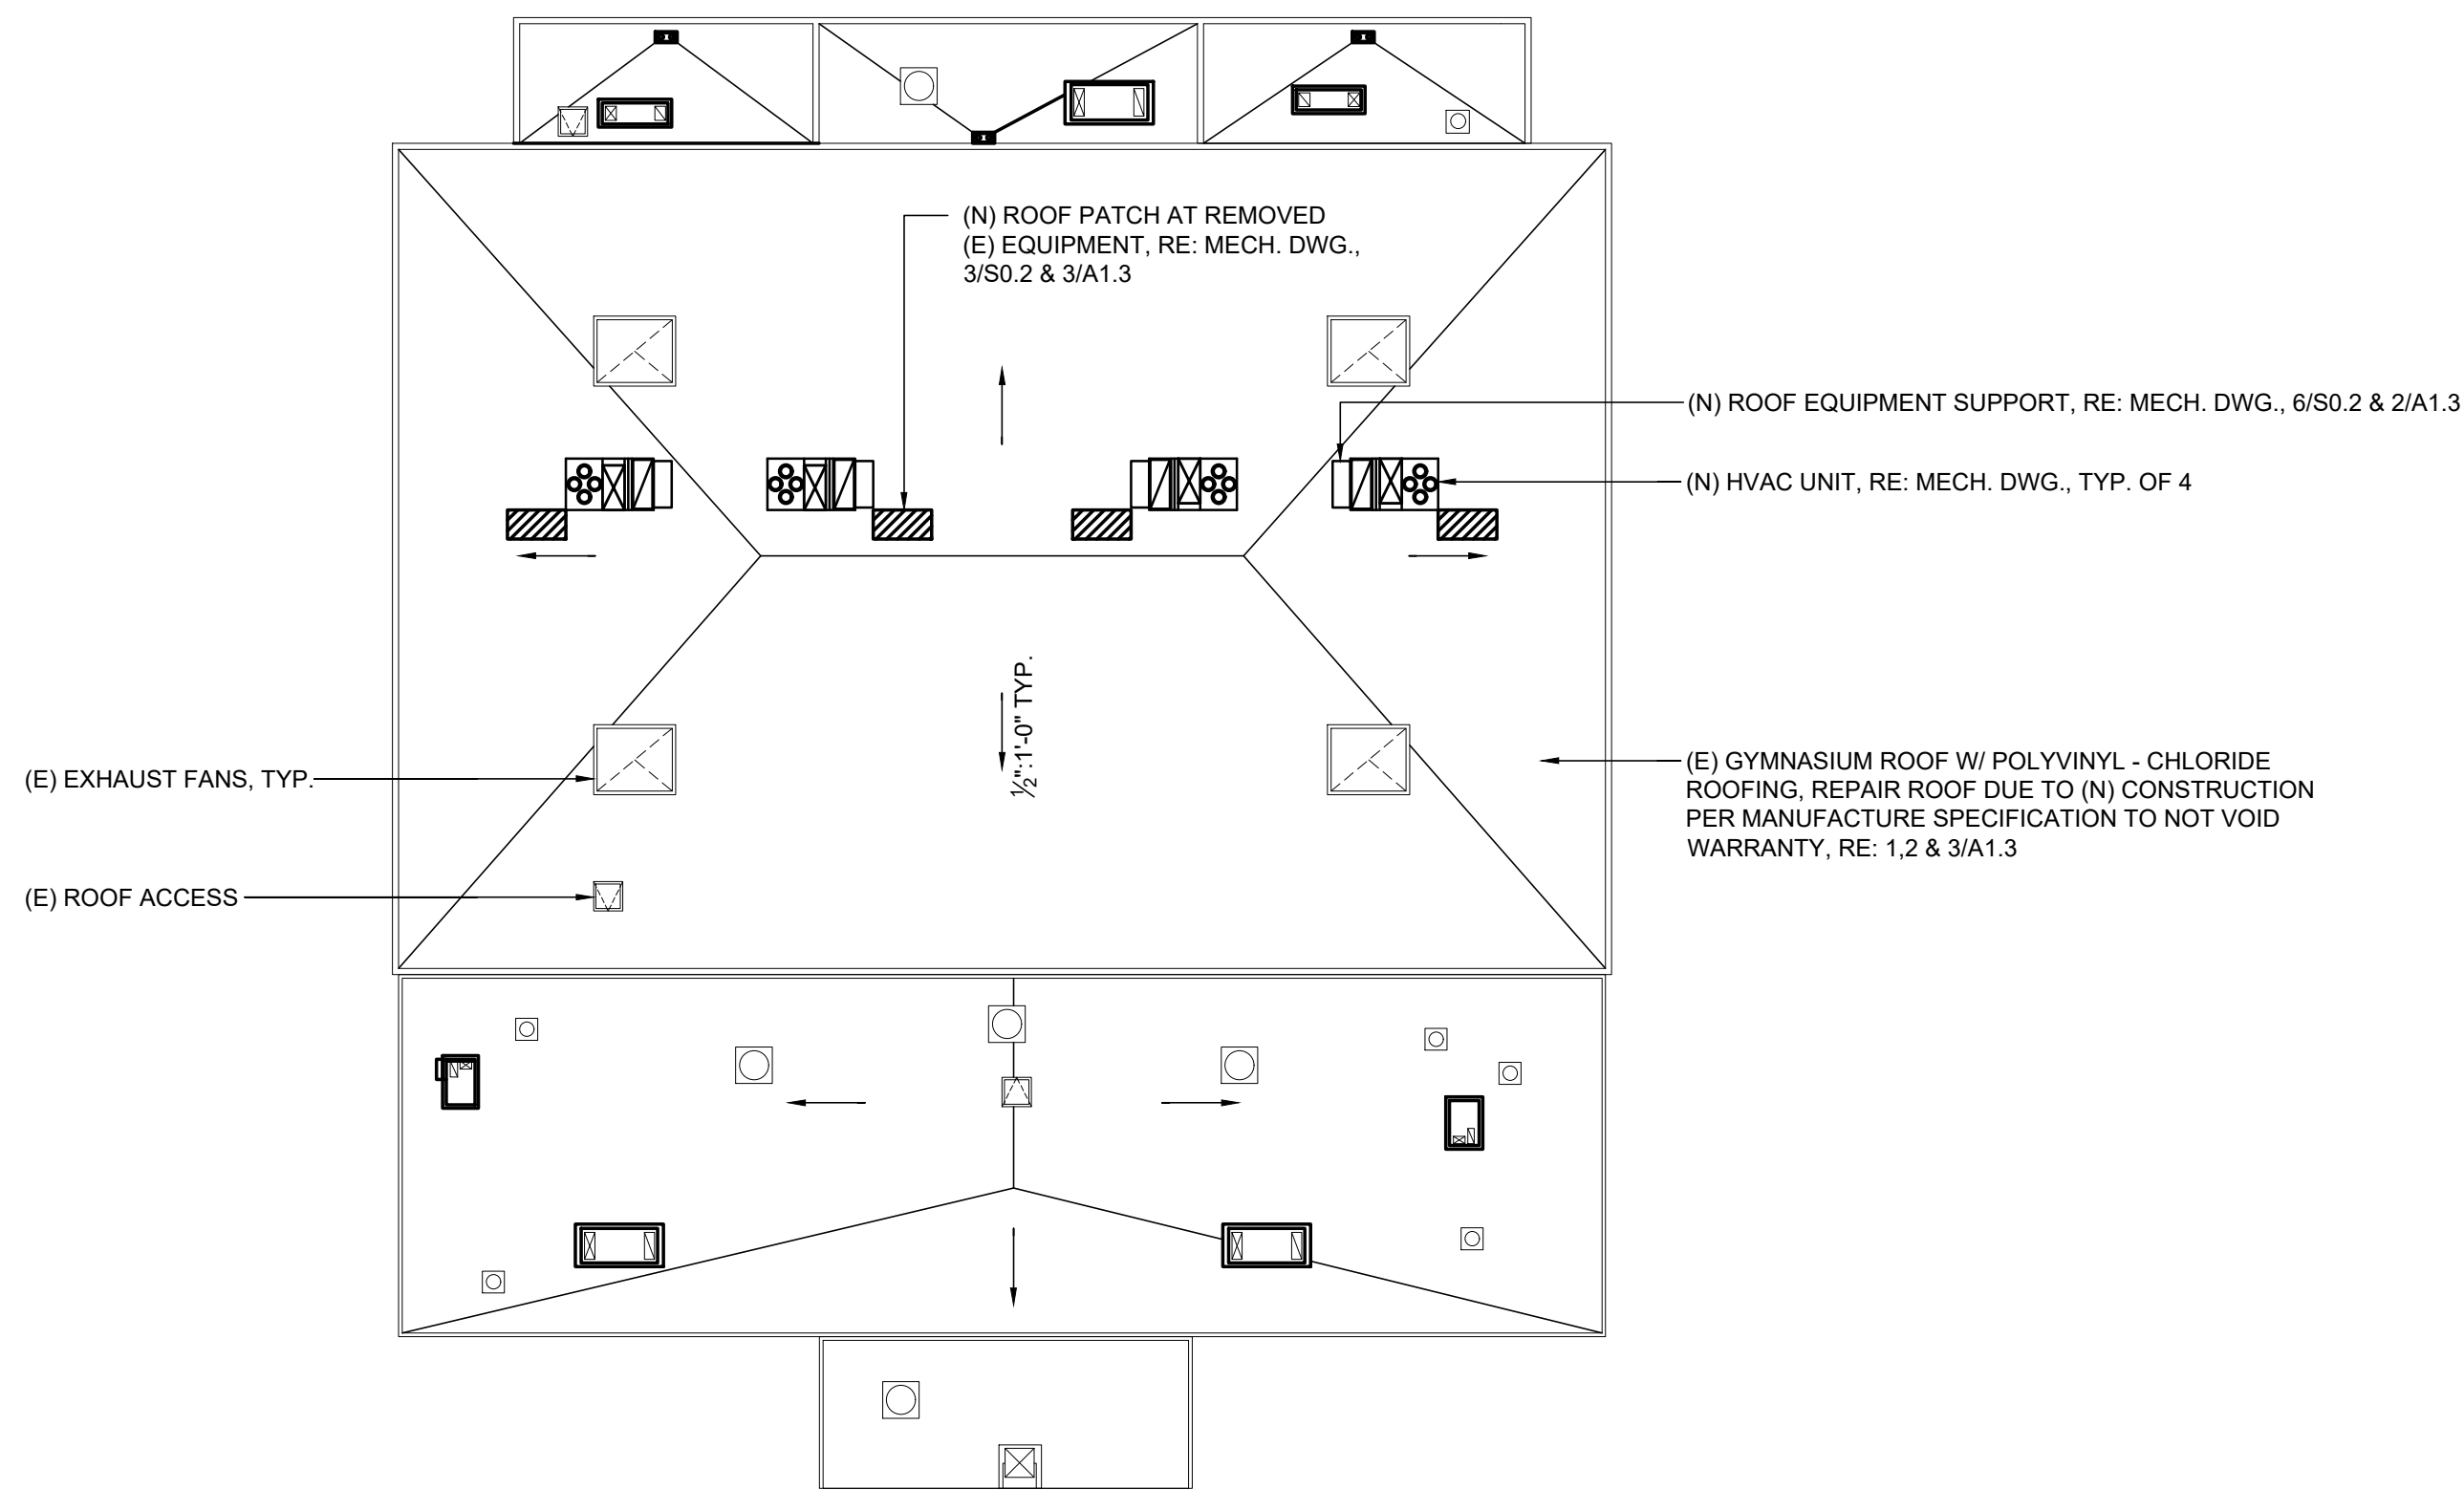 (N) ROOF PATCH AT REMOVED
(E) EQUIPMENT, RE: MECH. DWG.,
3/S0.2 & 3/A1.3
(N) ROOF EQUIPMENT SUPPORT, RE: MECH. DWG., 6/S0.2 & 2/A1.3
(N) HVAC UNIT, RE: MECH. DWG., TYP. OF 4
½":1'-0" TYP.
(E) EXHAUST FANS, TYP.
(E) GYMNASIUM ROOF W/ POLYVINYL - CHLORIDE
ROOFING, REPAIR ROOF DUE TO (N) CONSTRUCTION
PER MANUFACTURE SPECIFICATION TO NOT VOID
WARRANTY, RE: 1,2 & 3/A1.3
(E) ROOF ACCESS